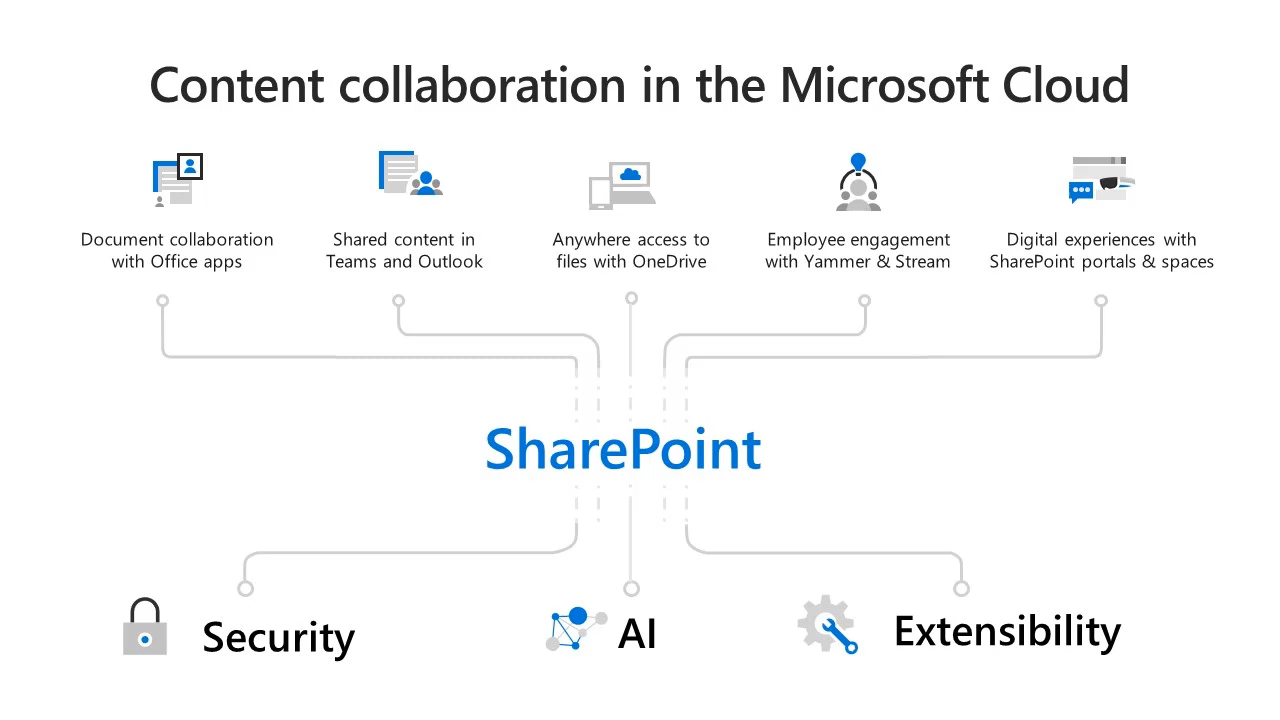 Content collaboration in the Microsoft Cloud
Document collaboration
with Office apps
Shared content in
Teams and Outlook
Anywhere access to
files with OneDrive
Employee engagement
with Yammer & Stream
Digital experiences with
SharePoint portals & spaces
SharePoint
Security
AI
Extensibility